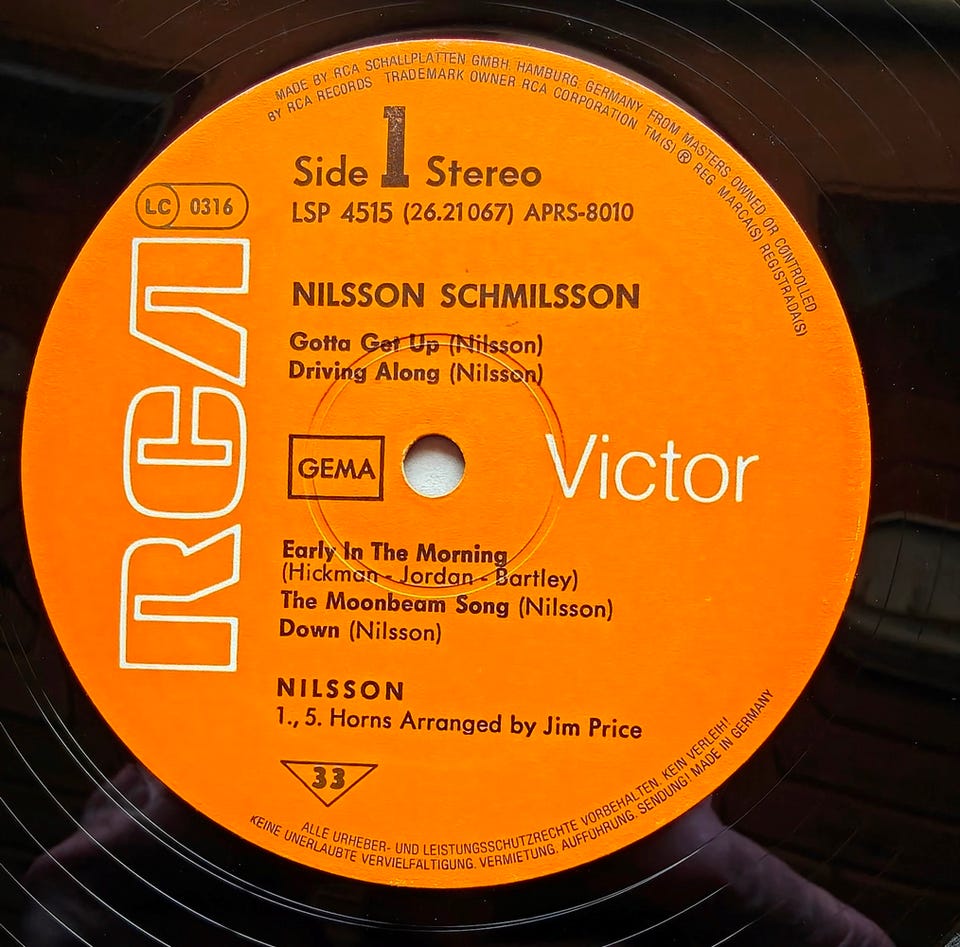 MADE BY RCA SCHALLPLATTEN GMBH, HAMBURG, GERMANY FROM MASTERS OWNED OR CONTROLLED
BY RCA RECORDS TRADEMARK OWNER RCA CORPORATION TM(S) ® REG. MARCA(S) REGISTRADA(S)
Side 1 Stereo
LC 0316
LSP 4515 (26.21067) APRS-8010
RCA
NILSSON SCHMILSSON
Gotta Get Up (Nilsson)
Driving Along (Nilsson)
GEMA
Victor
Early In The Morning
(Hickman - Jordan - Bartley)
The Moonbeam Song (Nilsson)
Down (Nilsson)
NILSSON
1., 5. Horns Arranged by Jim Price
33
ALLE URHEBER- UND LEISTUNGSSCHUTZRECHTE VORBEHALTEN. KEIN VERLEIH!
KEINE UNERLAUBTE VERVIELFÄLTIGUNG. VERMIETUNG. AUFFÜHRUNG. SENDUNG! MADE IN GERMANY